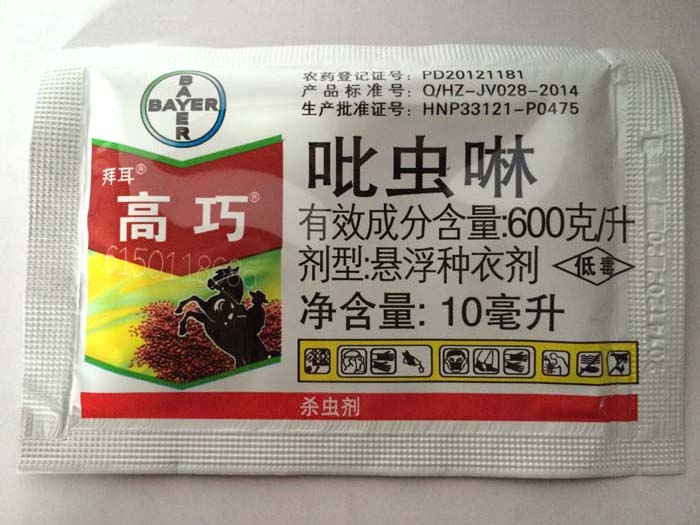 BAYER
BAYER
农药登记证号: PD20121181
产品标准号: Q/HZ-JV028-2014
生产批准证号: HNP33121-P0475
拜耳®
高巧®
吡虫啉
有效成分含量:600克/升
剂型:悬浮种衣剂
低毒
净含量: 10毫升
杀虫剂